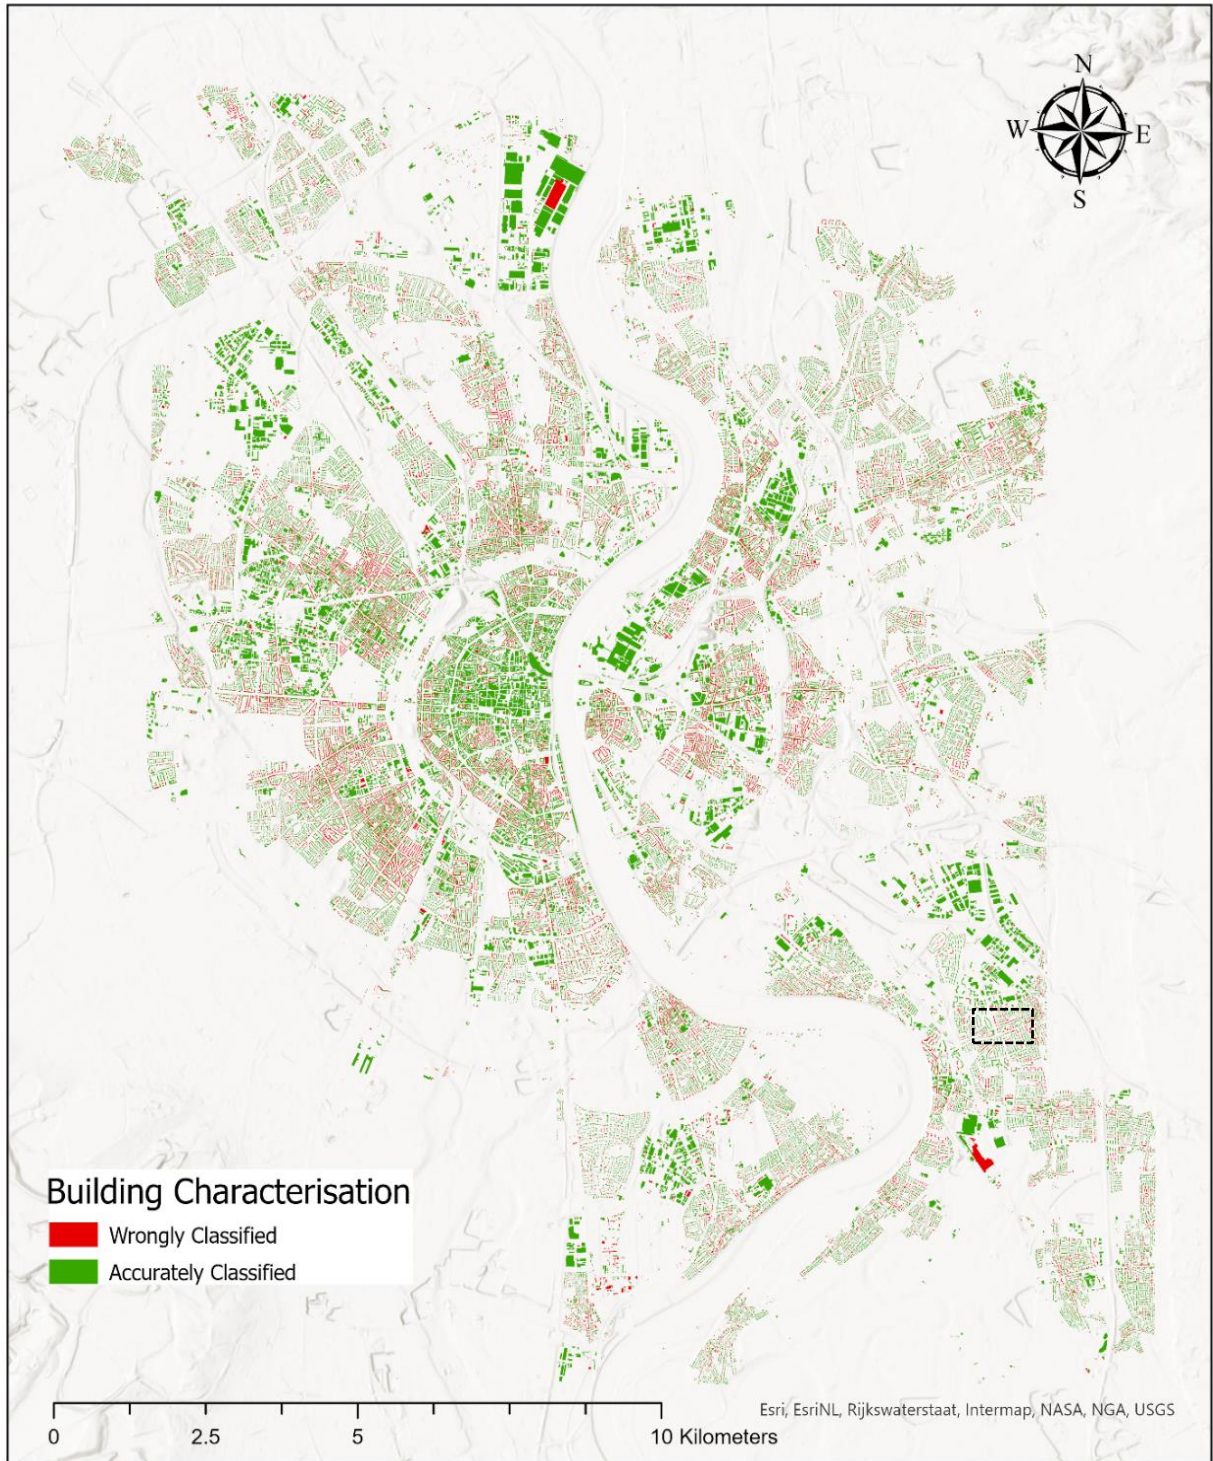 N
W E
S
Building Characterisation
Wrongly Classified
Accurately Classified
Esri, EsriNL, Rijkswaterstaat, Intermap, NASA, NGA, USGS
0 2.5 5 10 Kilometers